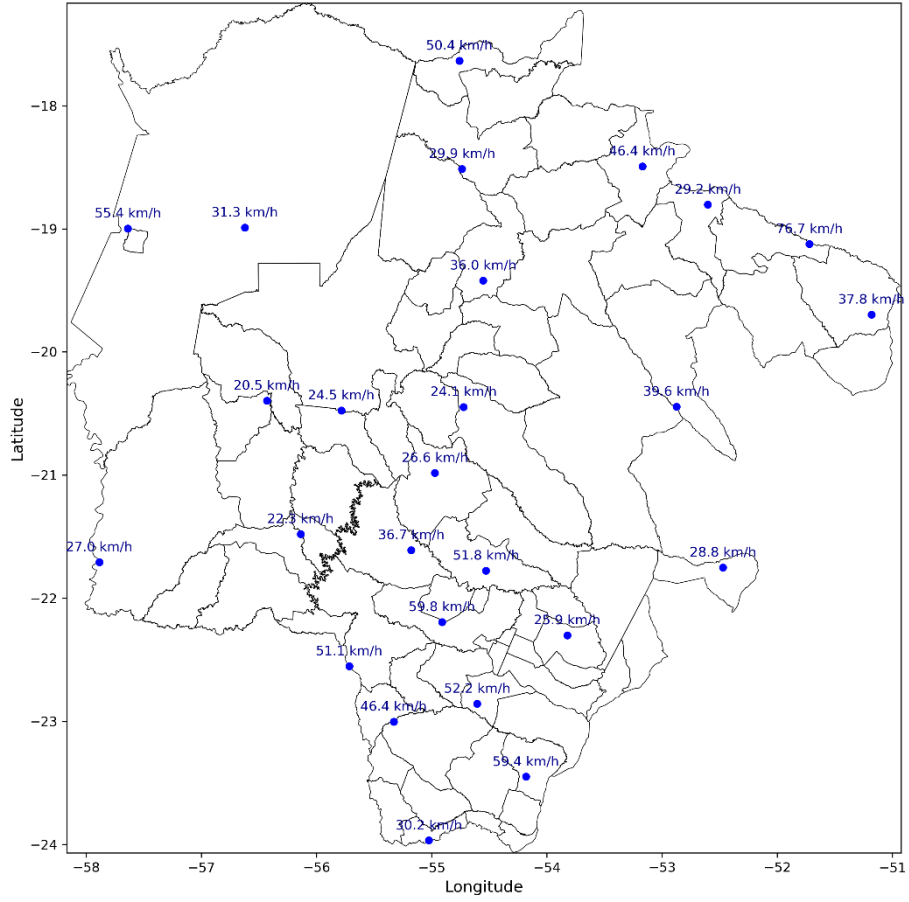 50.4 km/h
−18
29.9 km/h
46.4 km/h
29.2 km/h
55.4 km/h
31.3 km/h
−19
76.7 km/h
36.0 km/h
37.8 km/h
−20
20.5 km/h
24.5 km/h
24.1 km/h
39.6 km/h
Latitude
26.6 km/h
−21
22.3 km/h
36.7 km/h
27.0 km/h
51.8 km/h
28.8 km/h
−22
59.8 km/h
25.9 km/h
51.1 km/h
52.2 km/h
46.4 km/h
−23
59.4 km/h
30.2 km/h
−24
−58 −57 −56 −55 −54 −53 −52 −51
Longitude